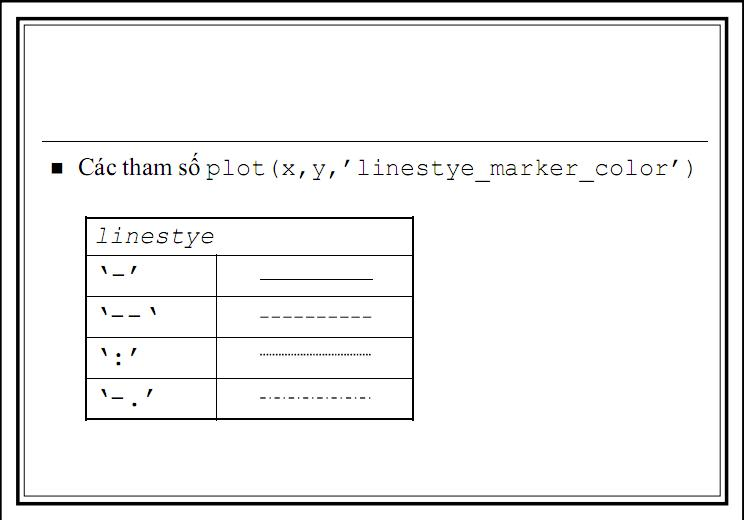 Các tham số plot(x,y,’linestye_marker_color’)
linestye
‘-’
‘--‘
‘:’
‘-.’